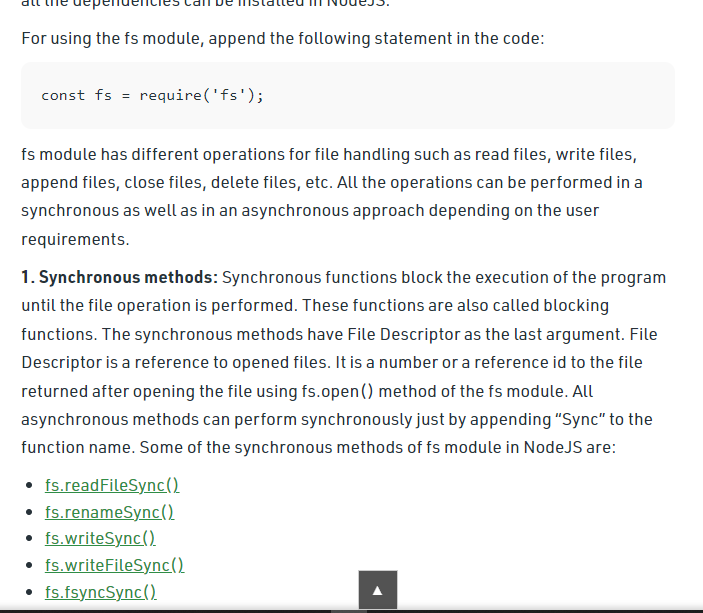 all the dependencies can be installed in NodeJS.
For using the fs module, append the following statement in the code:
const fs = require('fs');
fs module has different operations for file handling such as read files, write files,
append files, close files, delete files, etc. All the operations can be performed in a
synchronous as well as in an asynchronous approach depending on the user
requirements.
1. Synchronous methods: Synchronous functions block the execution of the program
until the file operation is performed. These functions are also called blocking
functions. The synchronous methods have File Descriptor as the last argument. File
Descriptor is a reference to opened files. It is a number or a reference id to the file
returned after opening the file using fs.open() method of the fs module. All
asynchronous methods can perform synchronously just by appending “Sync” to the
function name. Some of the synchronous methods of fs module in NodeJS are:
• fs.readFileSync()
• fs.renameSync()
• fs.writeSync()
• fs.writeFileSync()
• fs.fsyncSync()